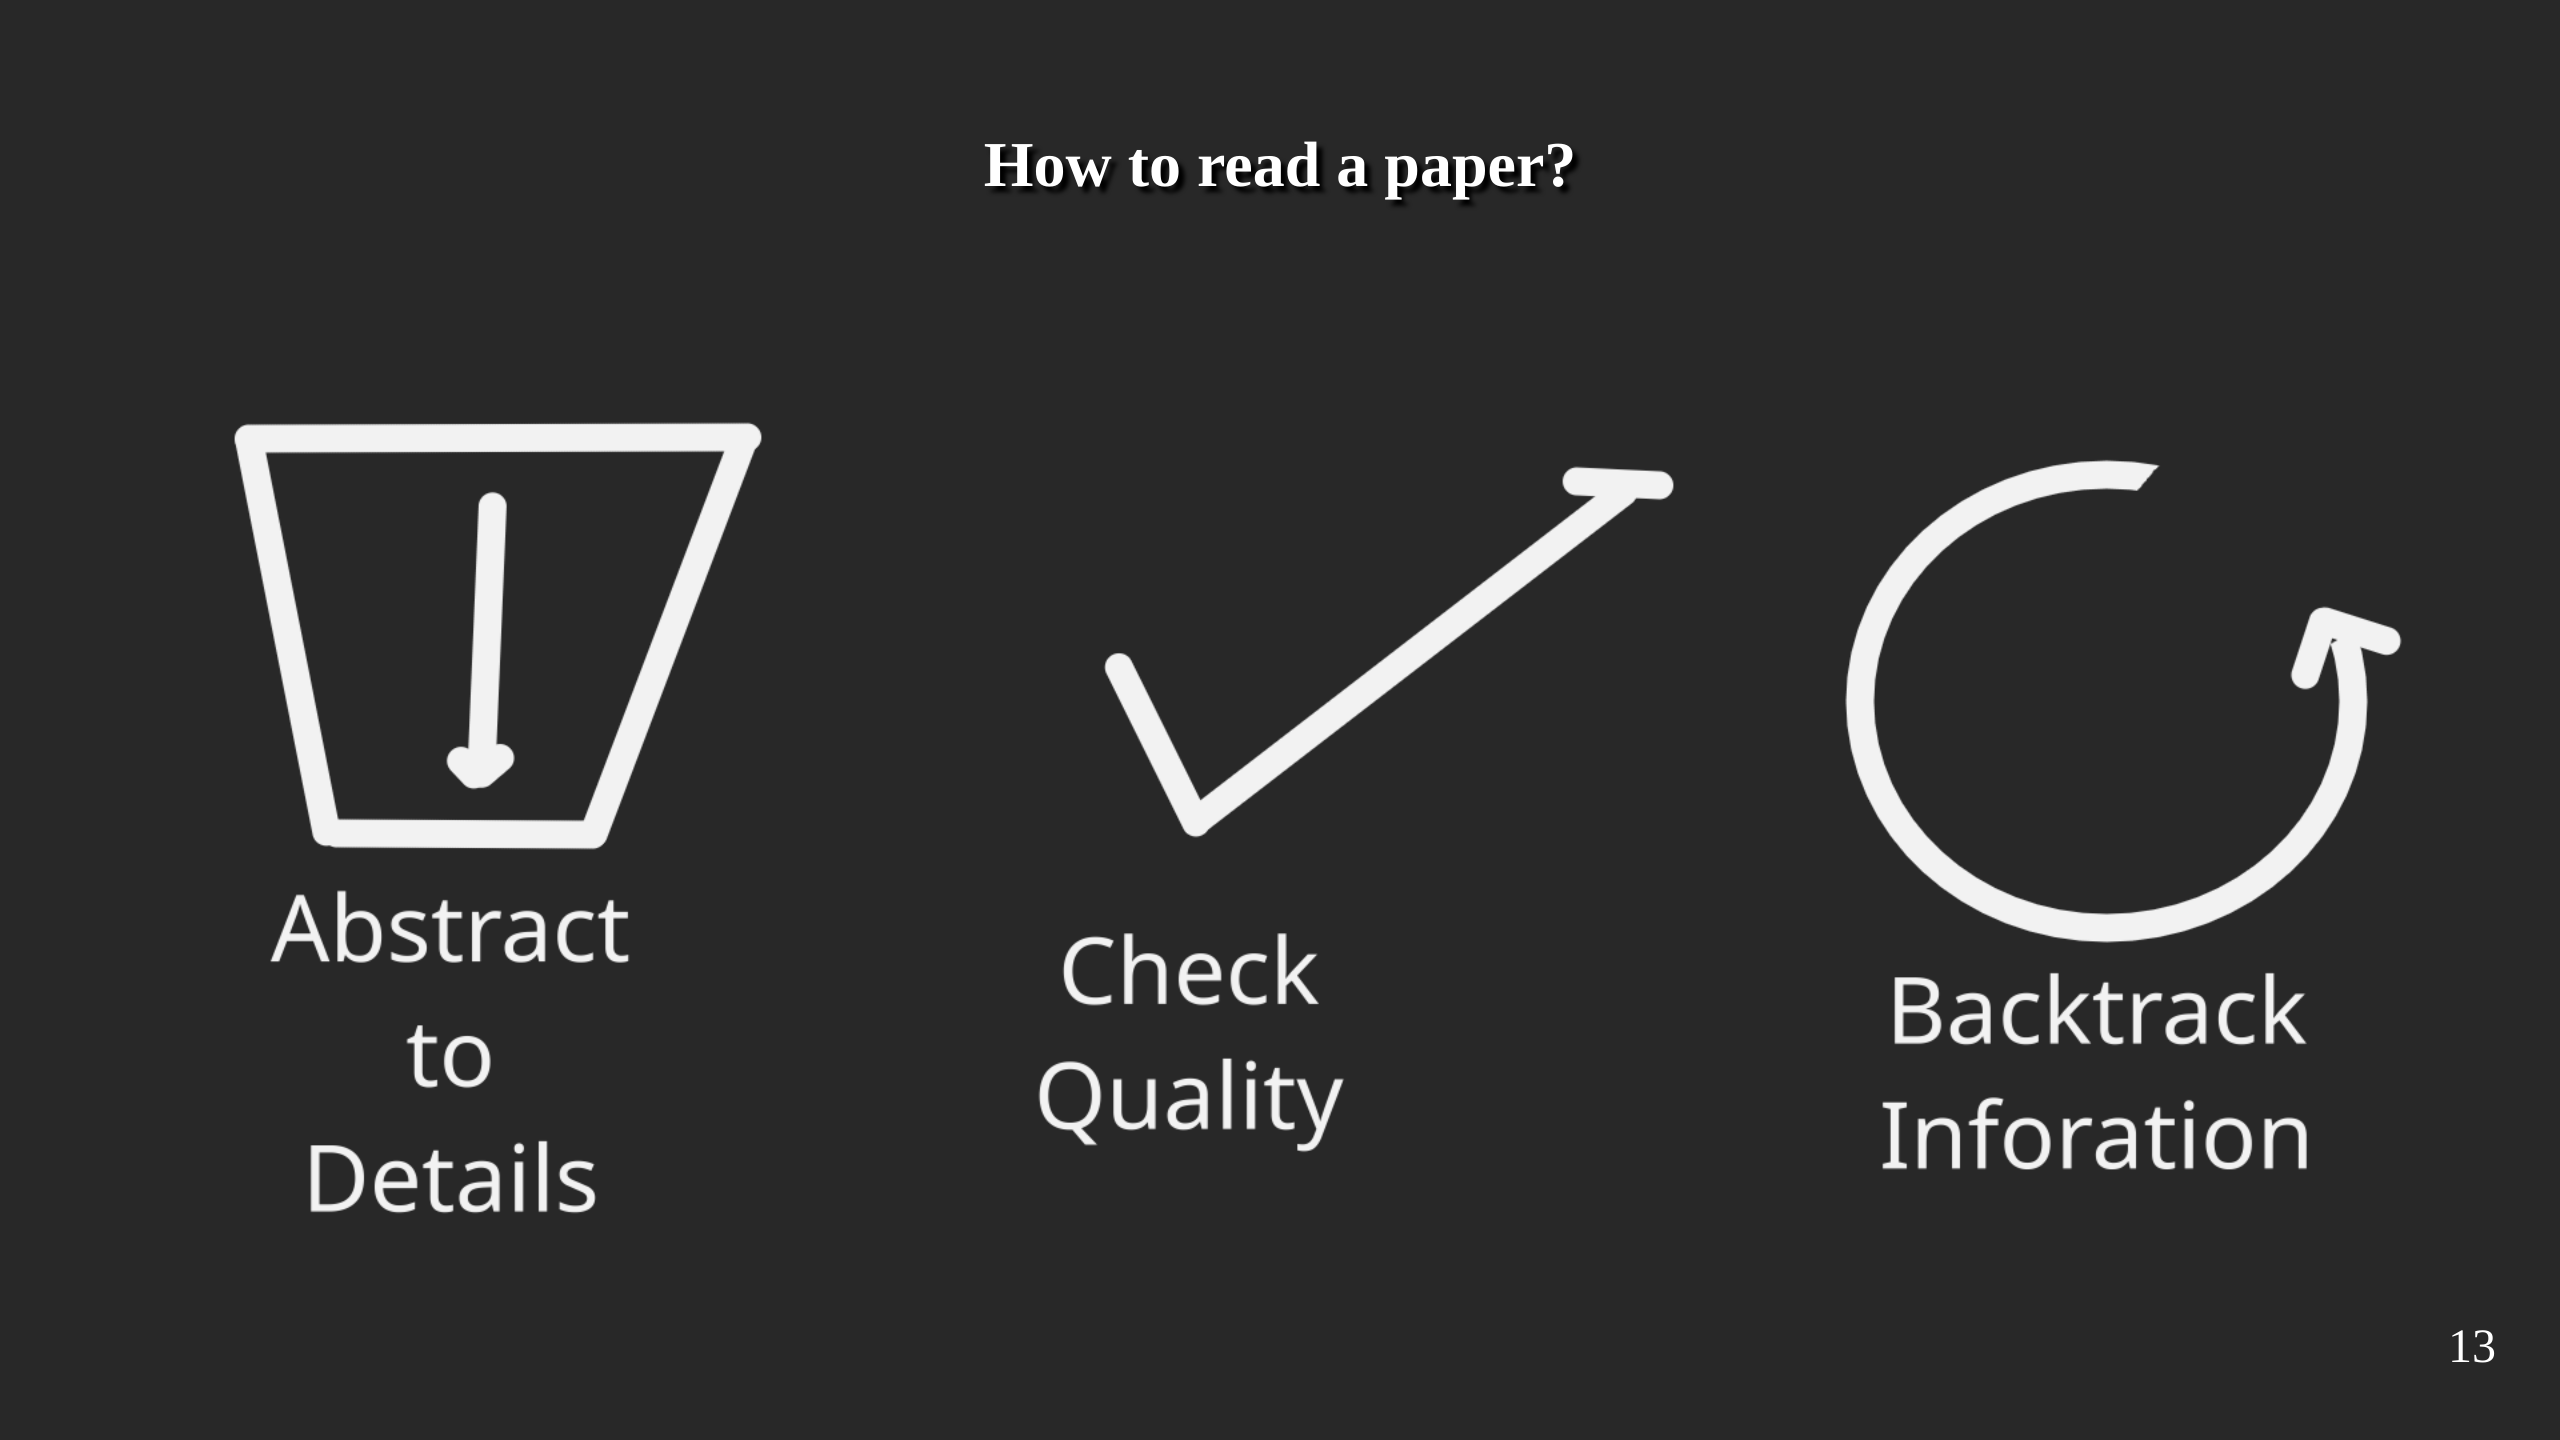 How to read a paper?
Abstract
to
Details
Check
Quality
Backtrack
Inforation
13